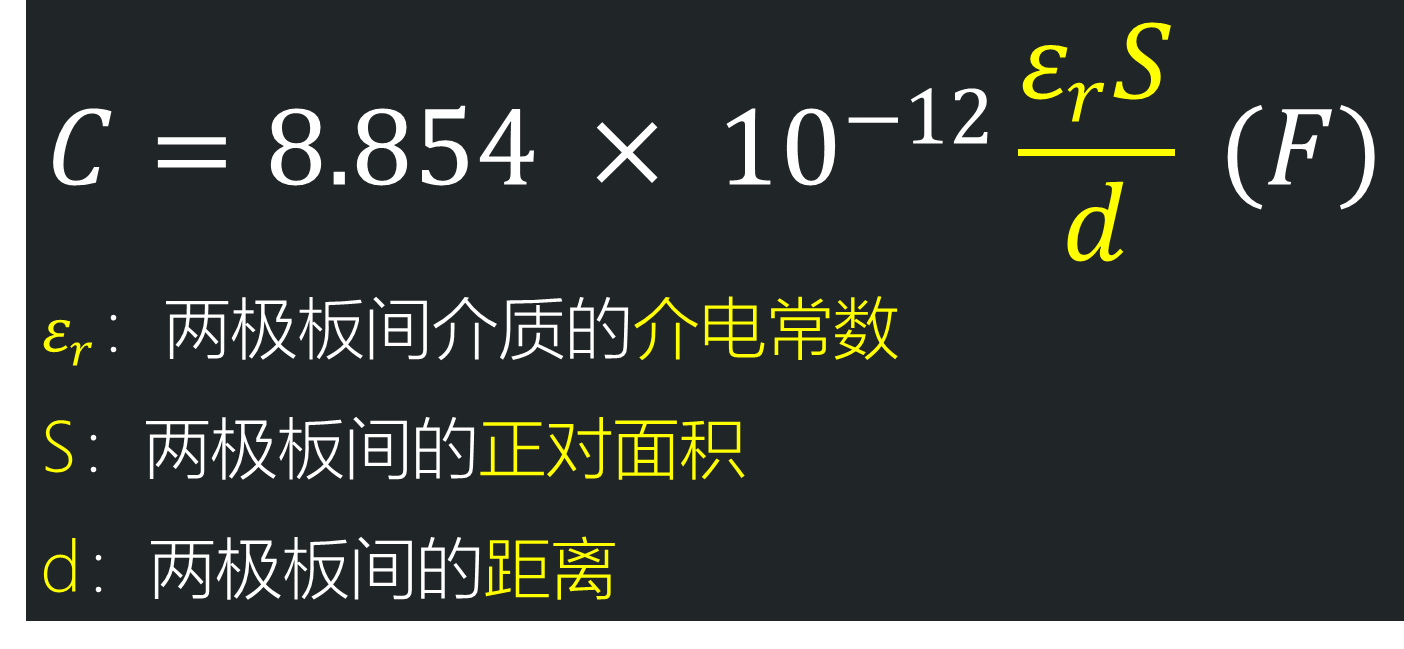 C = 8.854 × 10⁻¹² εᵣS/d (F)
εᵣ：两极板间介质的介电常数
S：两极板间的正对面积
d：两极板间的距离